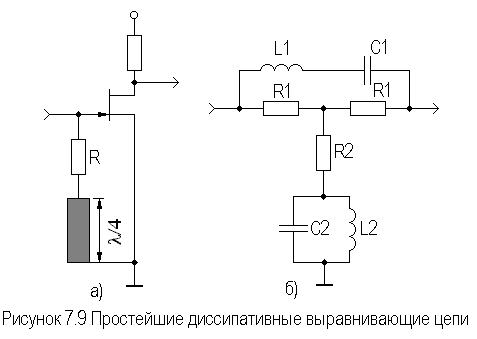 L1
C1
R1
R1
R
R2
λ/4
C2
L2
а)
б)
Рисунок 7.9 Простейшие диссипативные выравнивающие цепи